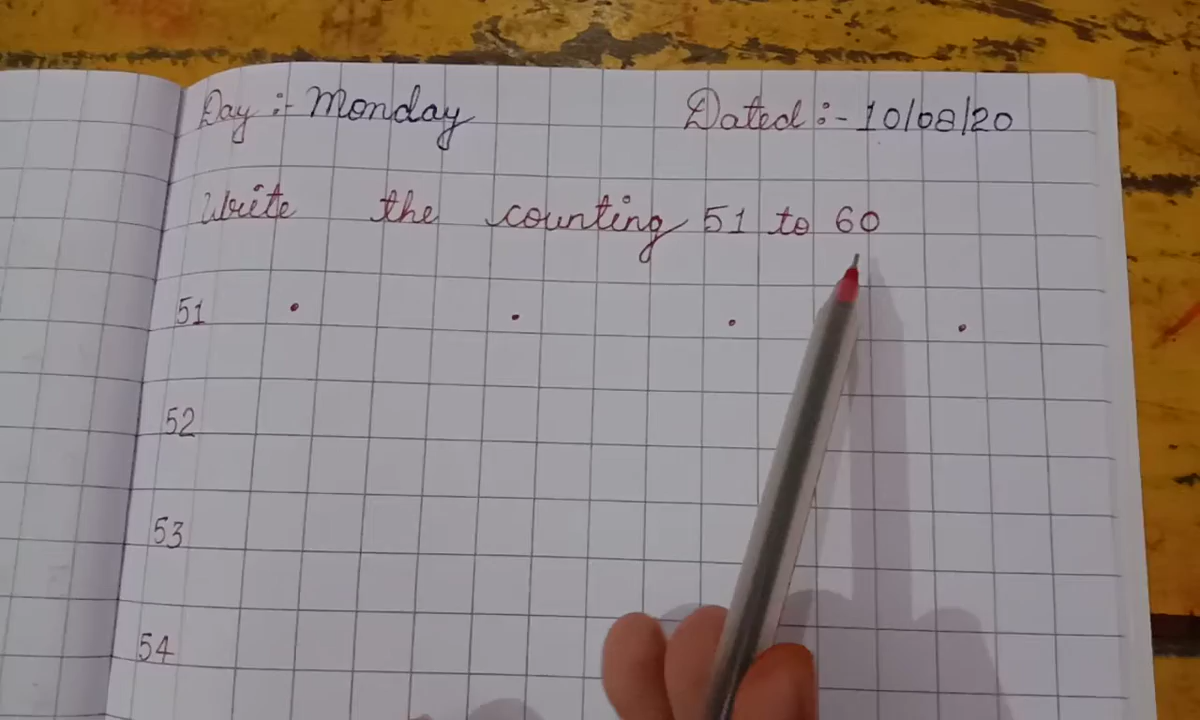 Day :- Monday Dated :- 10/08/20
Write the counting 51 to 60
51 . . . .
52
53
54